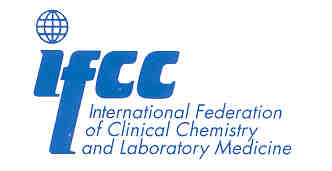 ifcc
International Federation
of Clinical Chemistry
and Laboratory Medicine